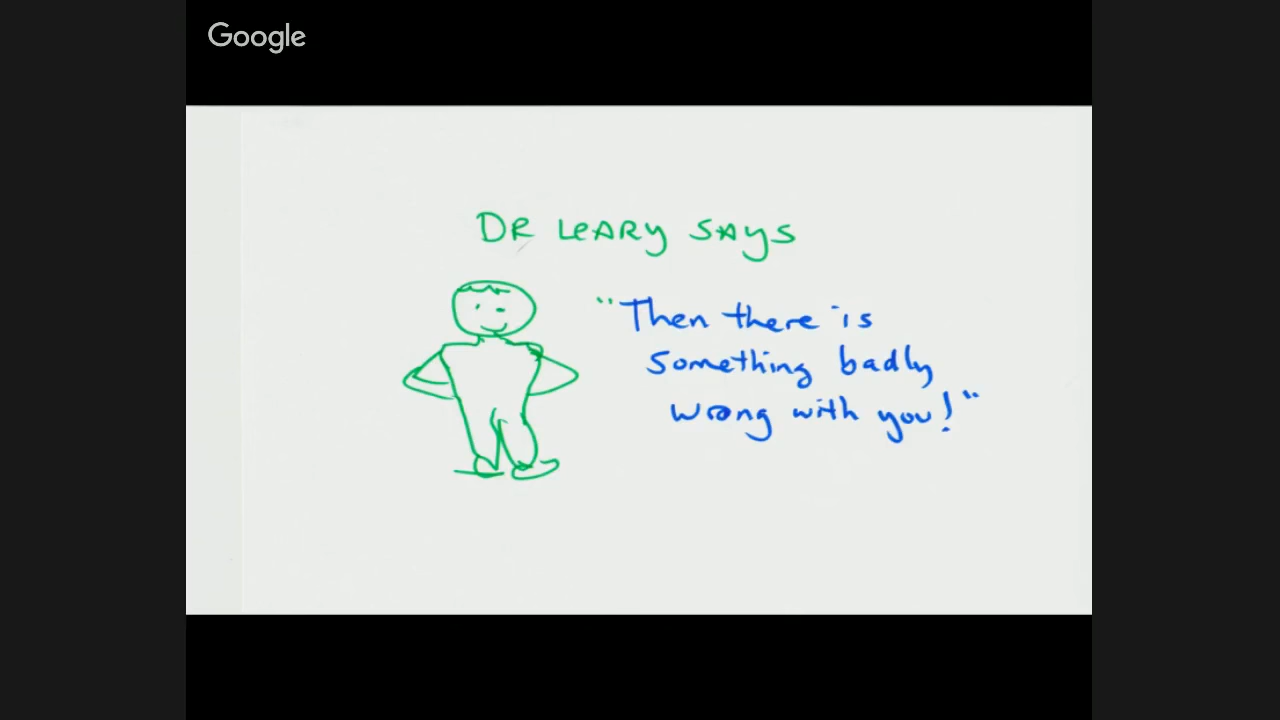 Google
DR LEARY SAYS
"Then there is
something badly
wrong with you!"